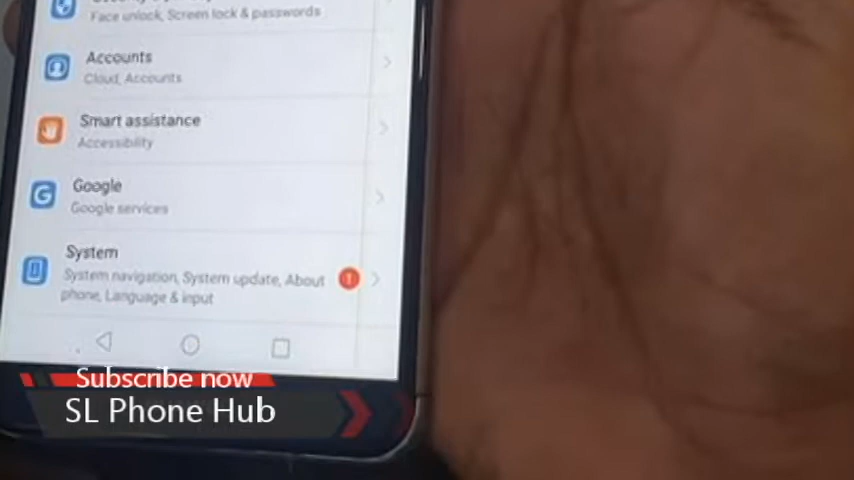 Face unlock, Screen lock & passwords
Accounts
Cloud, Accounts
Smart assistance
Accessibility
Google
Google services
System
System navigation, System update, About
phone, Language & input
Subscribe now
SL Phone Hub